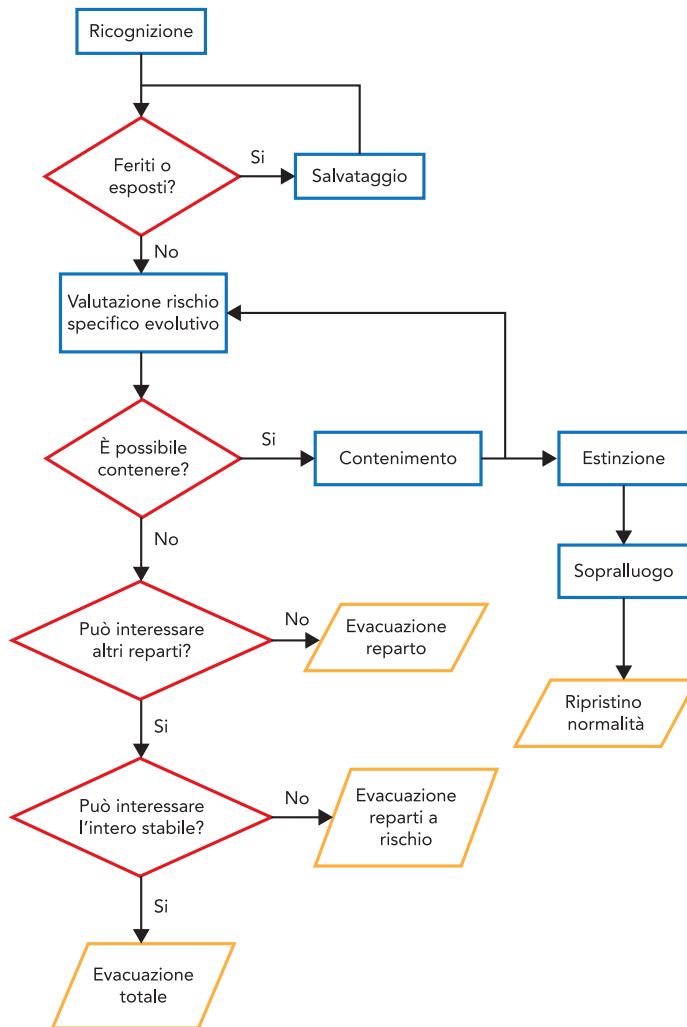 Ricognizione
Feriti o
esposti?
Si
Salvataggio
No
Valutazione rischio
specifico evolutivo
È possibile
contenere?
Si
Contenimento
Estinzione
No
Sopralluogo
Può interessare
altri reparti?
No
Evacuazione
reparto
Ripristino
normalità
Si
Può interessare
l'intero stabile?
No
Evacuazione
reparti a
rischio
Si
Evacuazione
totale